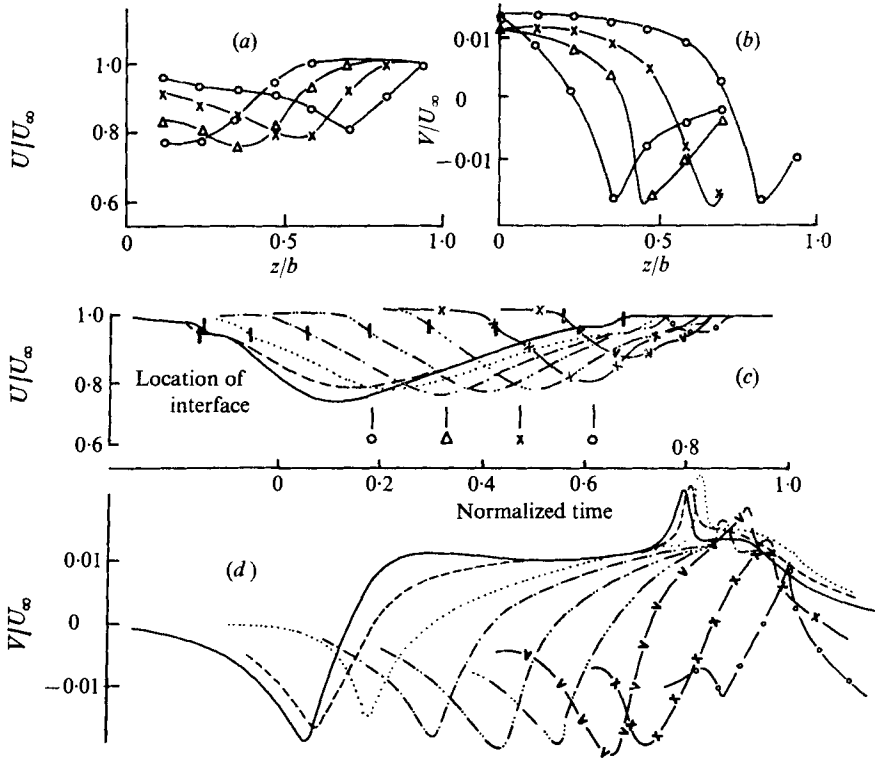 (a)
U/U∞
1·0
0·8
0·6
0
0·5
1·0
z/b
(b)
V/U∞
0·01
0
−0·01
0
0·5
1·0
z/b
(c)
U/U∞
1·0
0·8
0·6
Location of
interface
0.8
0
0·2
0·4
0·6
1·0
Normalized time
(d)
V/U∞
0·01
0
−0·01